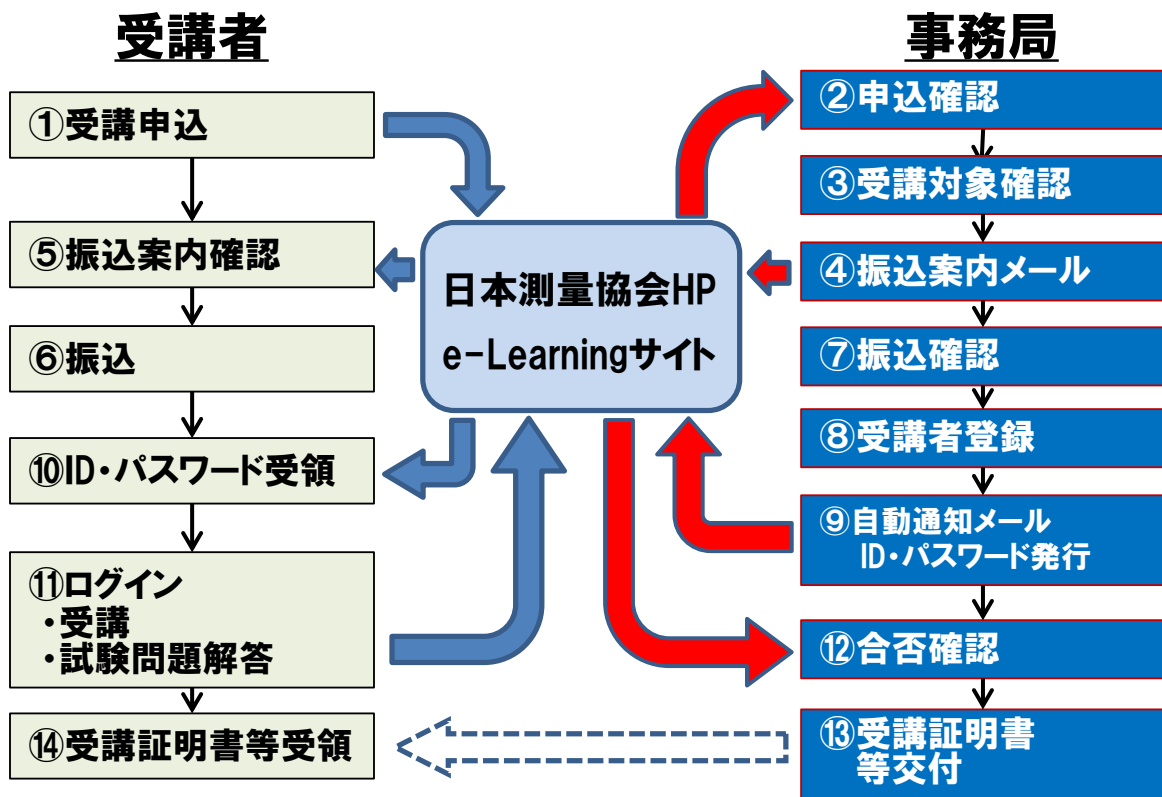 受講者
①受講申込
⑤振込案内確認
⑥振込
⑩ID・パスワード受領
⑪ログイン
・受講
・試験問題解答
⑭受講証明書等受領
日本測量協会HP
e-Learningサイト
事務局
②申込確認
③受講対象確認
④振込案内メール
⑦振込確認
⑧受講者登録
⑨自動通知メール
ID・パスワード発行
⑫合否確認
⑬受講証明書
等交付